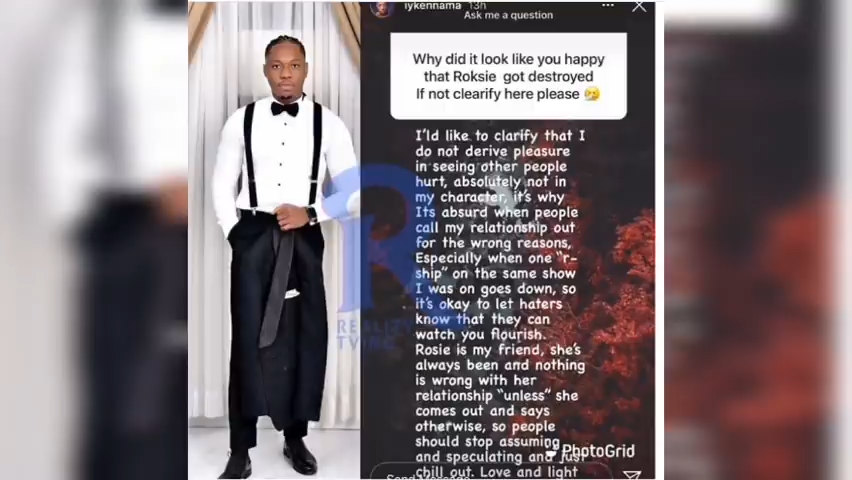 iykennama 13h
Ask me a question
Why did it look like you happy
that Roksie got destroyed
If not clearify here please
I'ld like to clarify that I
do not derive pleasure
in seeing other people
hurt, absolutely not in
my character, it's why
Its absurd when people
call my relationship out
for the wrong reasons,
Especially when one "r-
ship" on the same show
I was on goes down, so
it's okay to let haters
know that they can
watch you flourish.
Rosie is my friend, she's
always been and nothing
is wrong with her
relationship "unless" she
comes out and says
otherwise, so people
should stop assuming
and speculating and just
chill out. Love and light
PhotoGrid
Send Message
REALITY
TVING